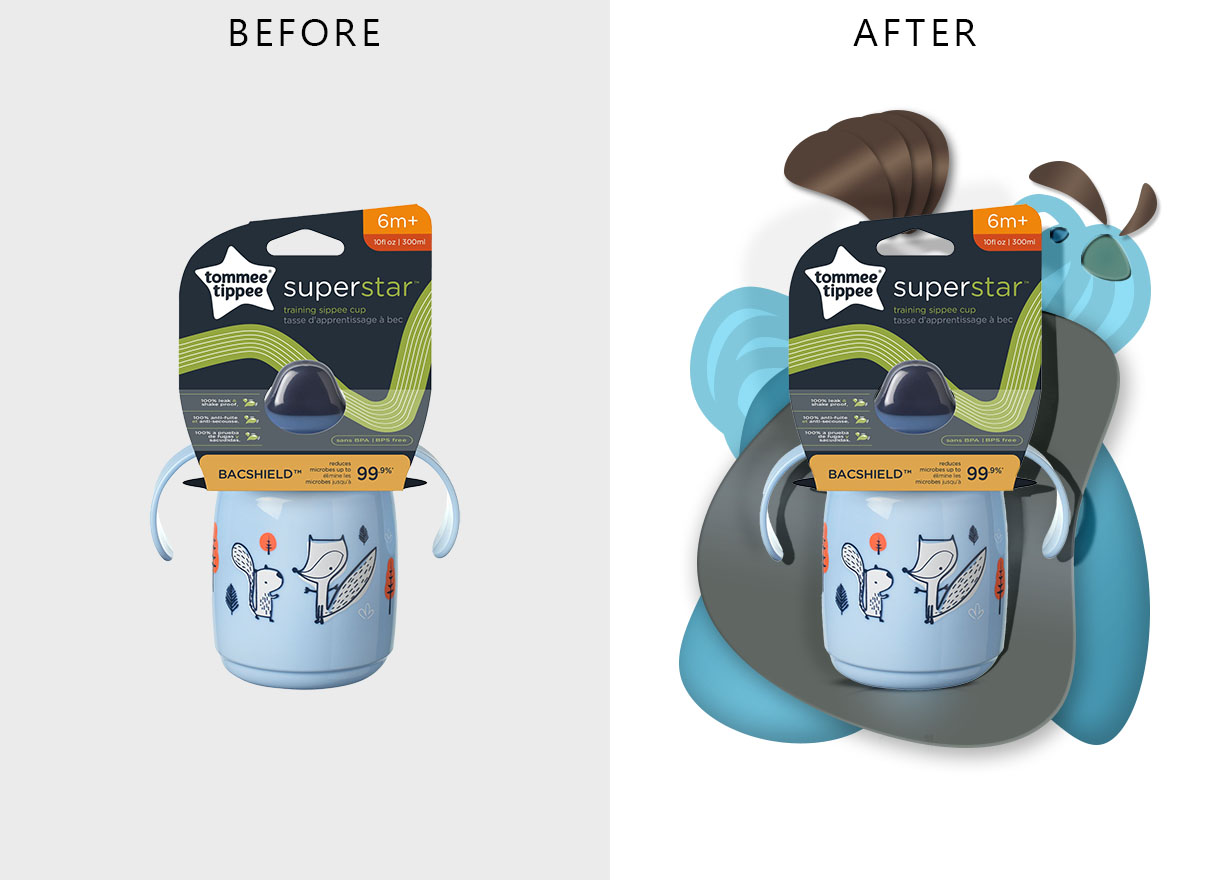 BEFORE
AFTER
6m+
10fl oz | 300ml
tommee®
tippee
superstar™
training sippee cup
tasse d'apprentissage à bec
100% leak &
shake proof.
100% anti-fuite
et anti-secousse.
100% a prueba
de fugas y
sacudidas.
sans BPA | BPS free
BACSHIELD™
reduces
microbes up to
élimine les
microbes jusqu'à
99.9%*
6m+
10fl oz | 300ml
tommee®
tippee
superstar™
training sippee cup
tasse d'apprentissage à bec
100% leak &
shake proof.
100% anti-fuite
et anti-secousse.
100% a prueba
de fugas y
sacudidas.
sans BPA | BPS free
BACSHIELD™
reduces
microbes up to
élimine les
microbes jusqu'à
99.9%*